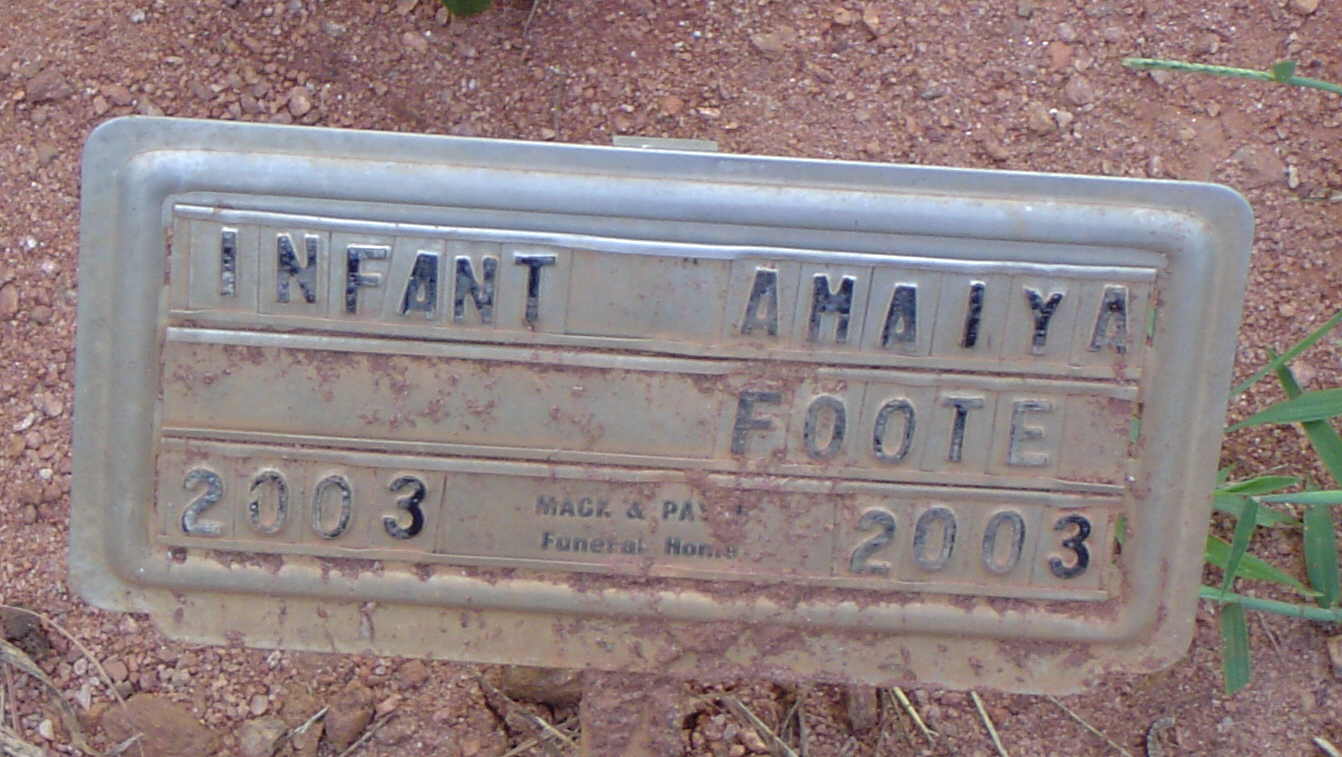 INFANT AMAIYA
FOOTE
2003 2003
MACK &
Funeral Home